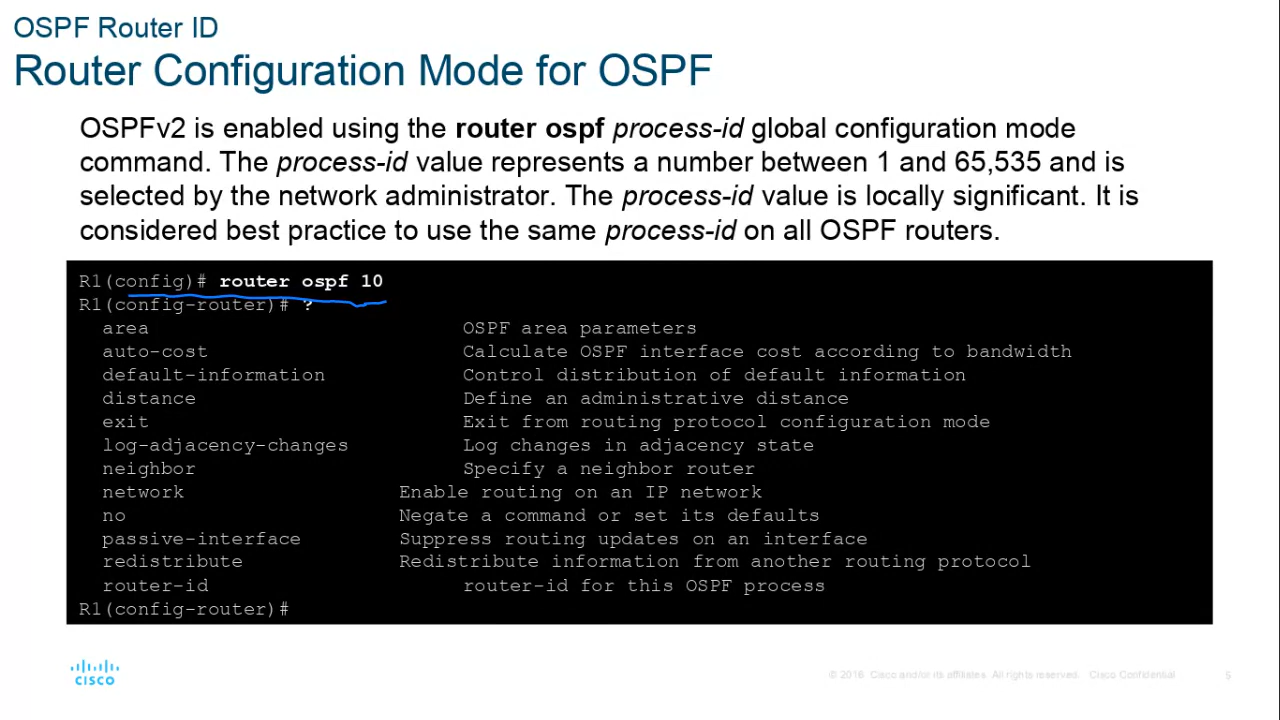 OSPF Router ID
Router Configuration Mode for OSPF
OSPFv2 is enabled using the router ospf process-id global configuration mode
command. The process-id value represents a number between 1 and 65,535 and is
selected by the network administrator. The process-id value is locally significant. It is
considered best practice to use the same process-id on all OSPF routers.
R1(config)# router ospf 10
R1(config-router)# ?
area OSPF area parameters
auto-cost Calculate OSPF interface cost according to bandwidth
default-information Control distribution of default information
distance Define an administrative distance
exit Exit from routing protocol configuration mode
log-adjacency-changes Log changes in adjacency state
neighbor Specify a neighbor router
network Enable routing on an IP network
no Negate a command or set its defaults
passive-interface Suppress routing updates on an interface
redistribute Redistribute information from another routing protocol
router-id router-id for this OSPF process
R1(config-router)#
CISCO
© 2016 Cisco and/or its affiliates. All rights reserved. Cisco Confidential 5